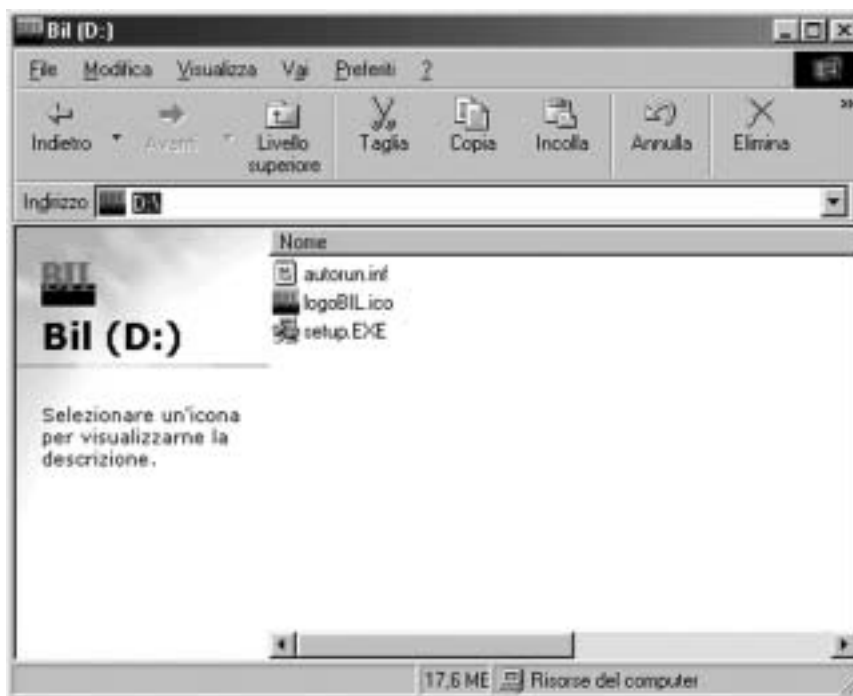 Bil (D:)
File Modifica Visualizza Vai Preferiti ?
Indietro Avanti Livello superiore Taglia Copia Incolla Annulla Elimina »
Indirizzo D:\
Nome
autorun.inf
logoBIL.ico
setup.EXE
BIL
Bil (D:)
Selezionare un'icona
per visualizzarne la
descrizione.
17,6 ME Risorse del computer